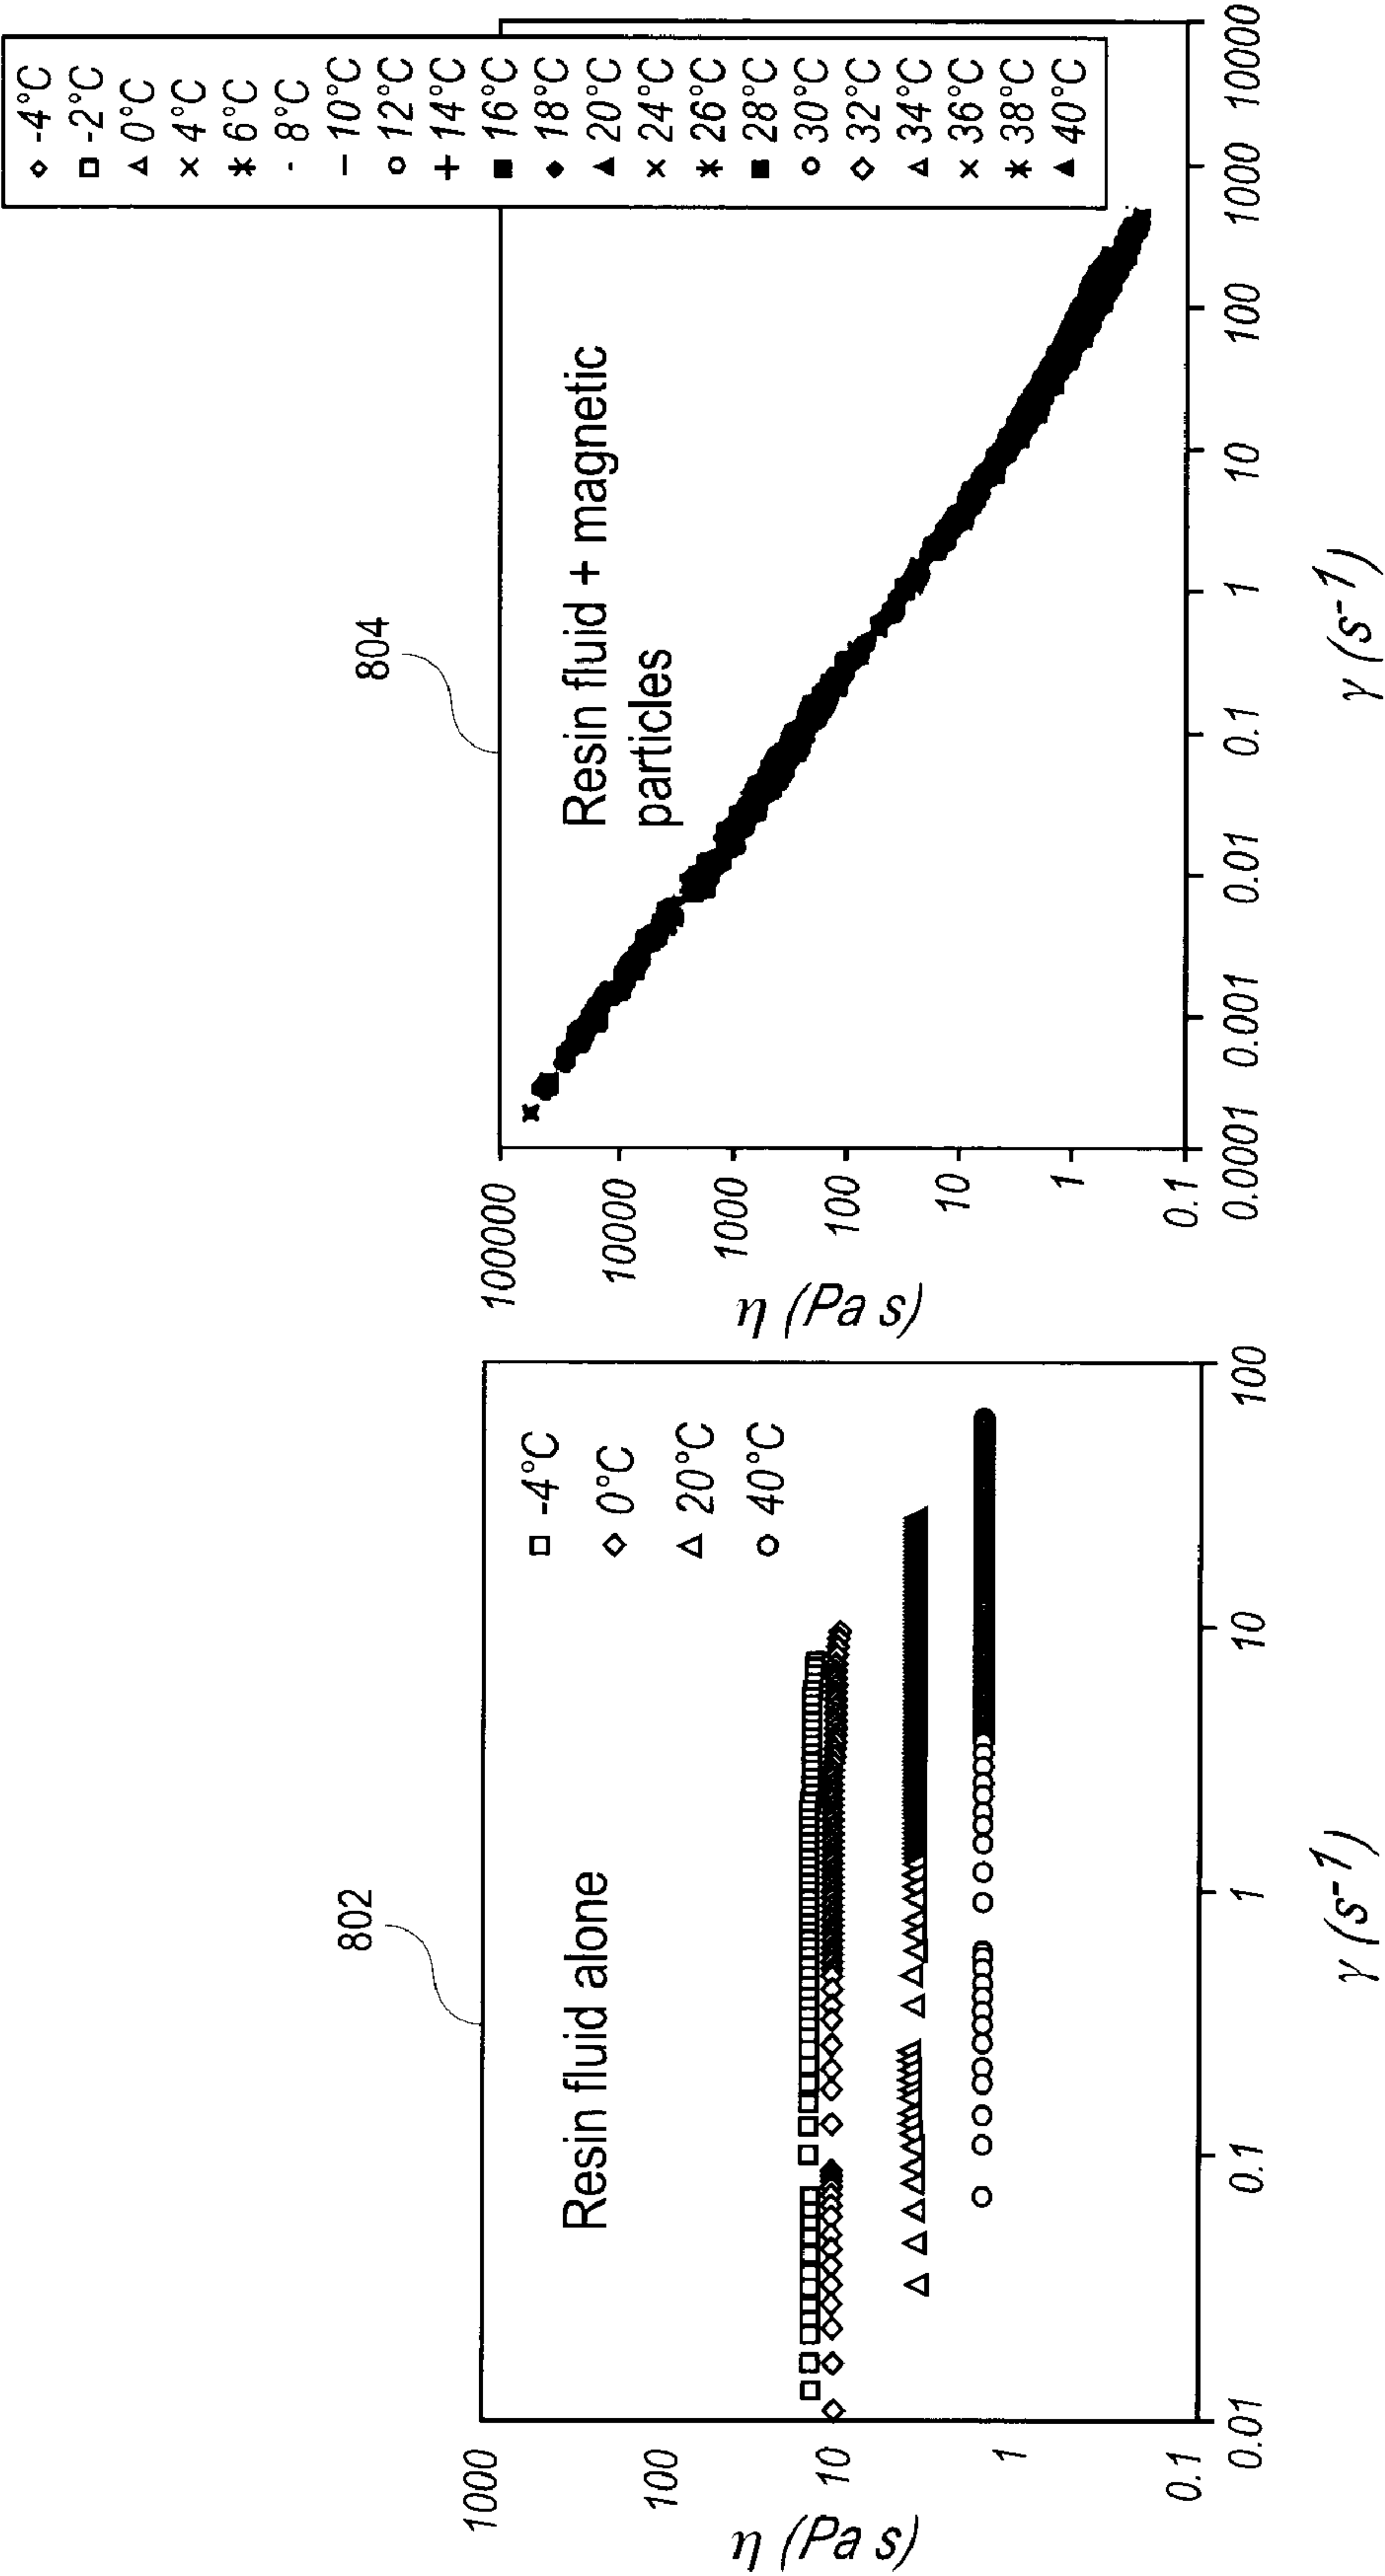 802
Resin fluid alone
□ -4°C
◇ 0°C
△ 20°C
○ 40°C
1000
100
10
1
0.1
η (Pa s)
0.01
0.1
1
10
100
γ (s⁻¹)
804
Resin fluid + magnetic
particles
100000
10000
1000
100
10
1
0.1
η (Pa s)
0.0001
0.001
0.01
0.1
1
10
100
1000
10000
γ (s⁻¹)
-4°C
-2°C
0°C
4°C
6°C
8°C
10°C
12°C
14°C
16°C
18°C
20°C
24°C
26°C
28°C
30°C
32°C
34°C
36°C
38°C
40°C